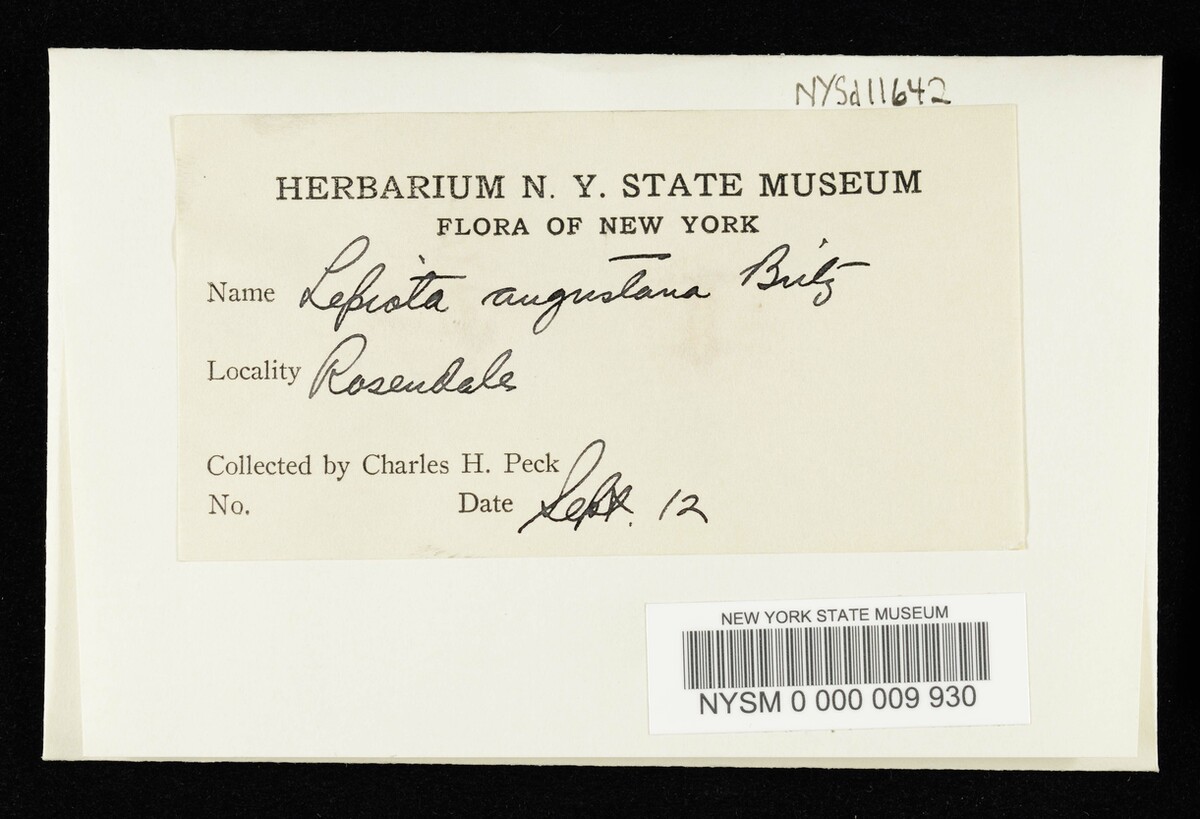 NYSd11642
HERBARIUM N. Y. STATE MUSEUM
FLORA OF NEW YORK
Name Lepiota augustana Britz
Locality Rosendale
Collected by Charles H. Peck
No. Date Sept. 12
NEW YORK STATE MUSEUM
NYSM 0 000 009 930